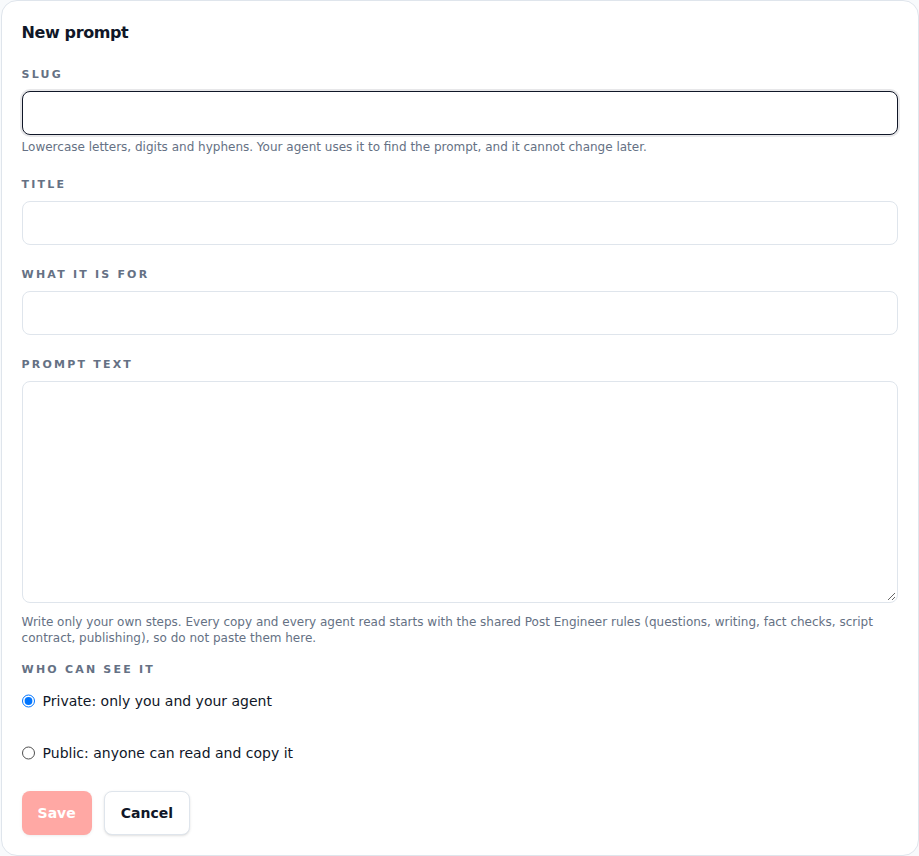 New prompt
SLUG
Lowercase letters, digits and hyphens. Your agent uses it to find the prompt, and it cannot change later.
TITLE
WHAT IT IS FOR
PROMPT TEXT
Write only your own steps. Every copy and every agent read starts with the shared Post Engineer rules (questions, writing, fact checks, script
contract, publishing), so do not paste them here.
WHO CAN SEE IT
Private: only you and your agent
Public: anyone can read and copy it
Save
Cancel